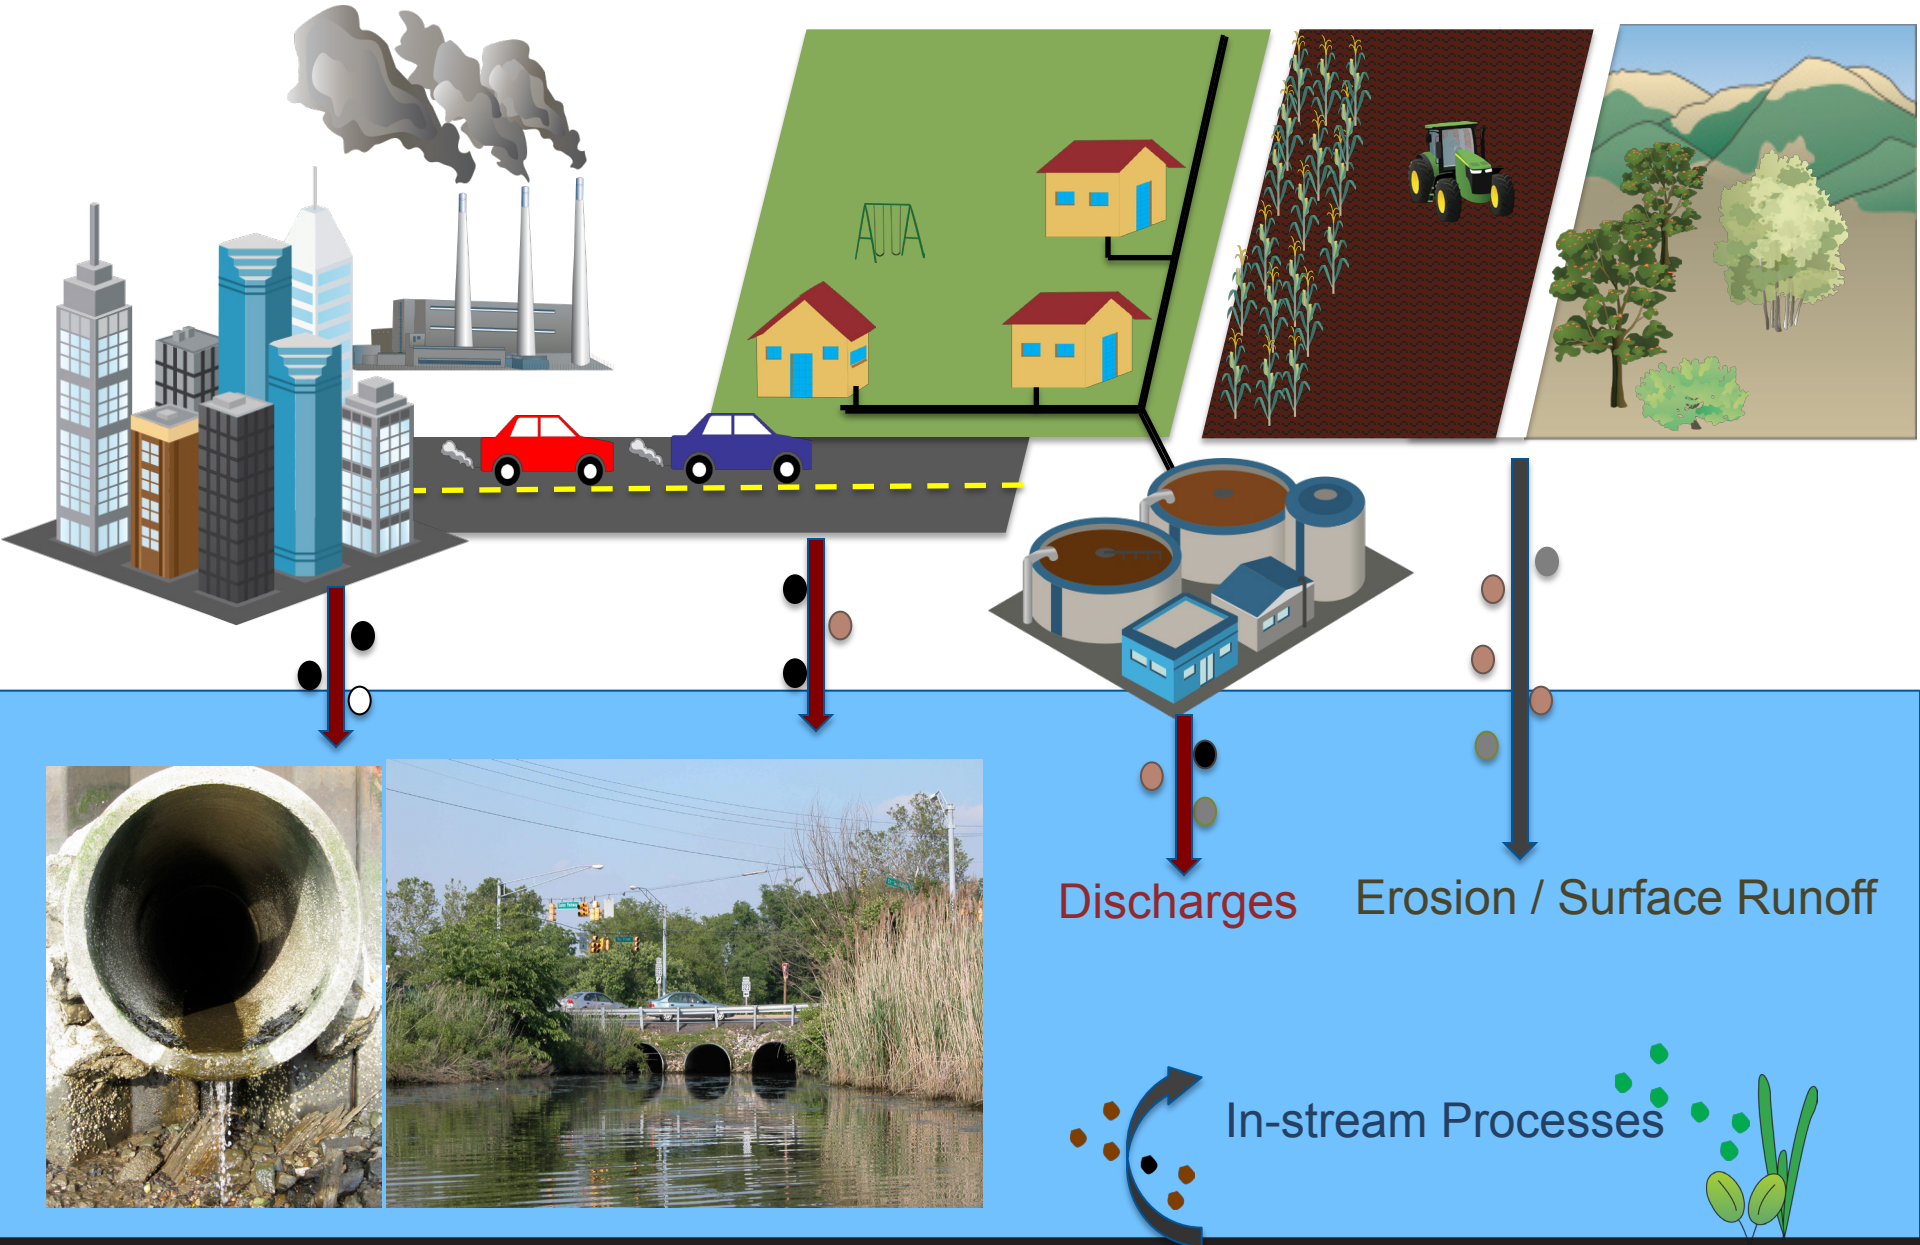 Discharges
Erosion / Surface Runoff
In-stream Processes